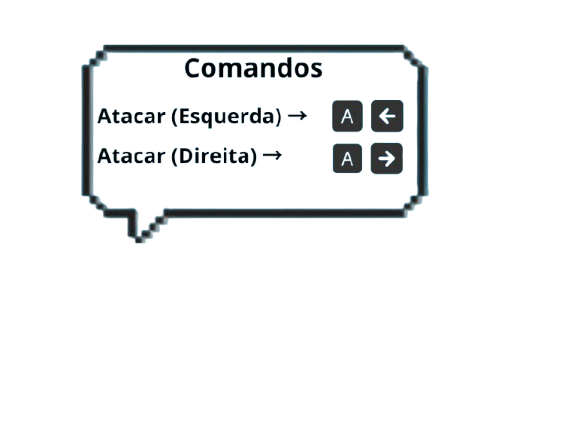 Comandos
Atacar (Esquerda) → A ←
Atacar (Direita) → A →